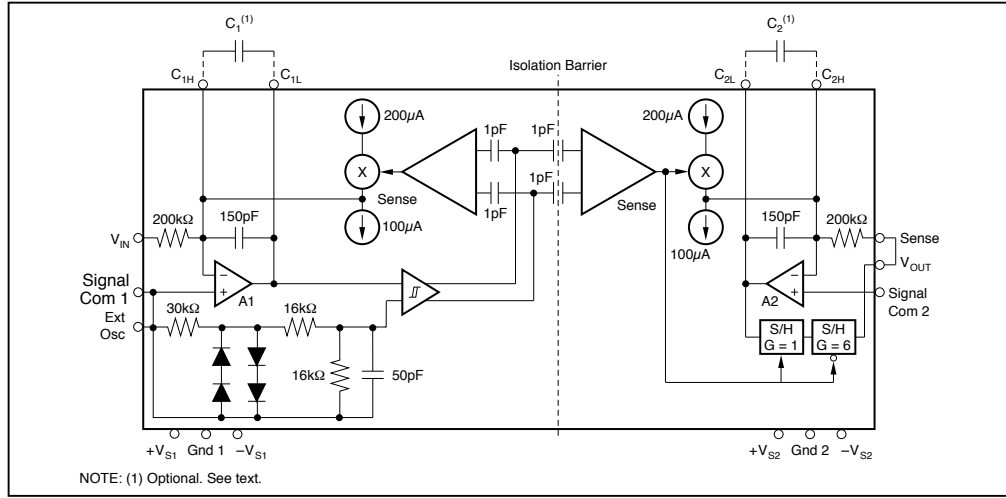 C1(1)
C2(1)
C1H
C1L
Isolation Barrier
C2L
C2H
200µA
1pF
1pF
200µA
X
X
Sense
1pF
1pF
Sense
100µA
100µA
200kΩ
150pF
150pF
200kΩ
VIN
Sense
VOUT
Signal
Com 1
–
+
A1
–
+
A2
Signal
Com 2
Ext
Osc
30kΩ
16kΩ
S/H
G = 1
S/H
G = 6
16kΩ
50pF
+VS1
Gnd 1
–VS1
+VS2
Gnd 2
–VS2
NOTE: (1) Optional. See text.